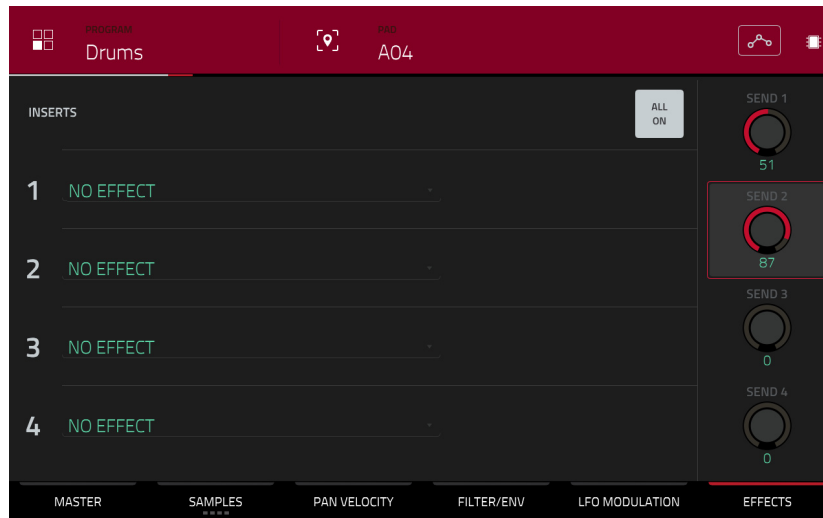 PROGRAM
Drums
PAD
A04
INSERTS
ALL
ON
1 NO EFFECT
2 NO EFFECT
3 NO EFFECT
4 NO EFFECT
SEND 1
51
SEND 2
87
SEND 3
0
SEND 4
0
MASTER SAMPLES PAN VELOCITY FILTER/ENV LFO MODULATION EFFECTS